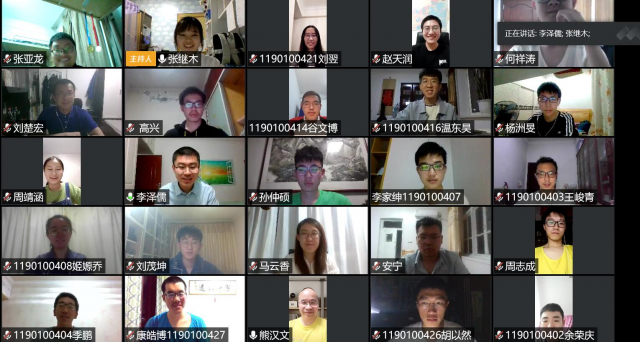 正在讲话: 李泽儒; 张继木;
张亚龙
主持人 张继木
1190100421刘翌
赵天润
何祥涛
刘楚宏
高兴
1190100414谷文博
1190100416温东昊
杨洲旻
周靖涵
李泽儒
孙仲硕
李家绅1190100407
1190100403王峻青
1190100408姬嫄乔
刘茂坤
马云香
安宁
周志成
1190100404李鹏
康皓博1190100427
熊汉文
1190100426胡以然
1190100402余荣庆